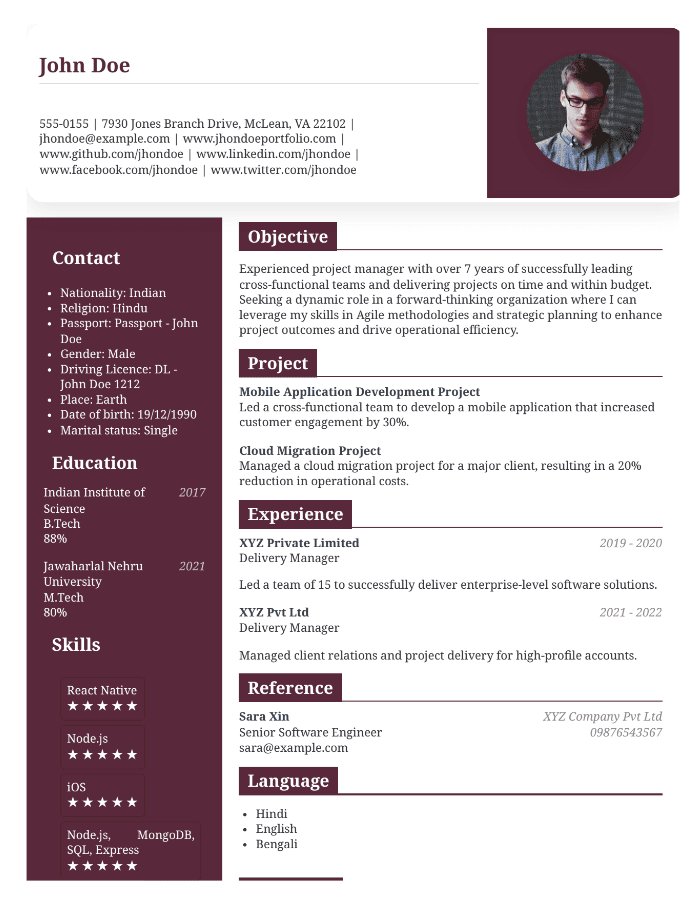 John Doe
555-0155 | 7930 Jones Branch Drive, McLean, VA 22102 |
jhondoe@example.com | www.jhondoeportfolio.com |
www.github.com/jhondoe | www.linkedin.com/jhondoe |
www.facebook.com/jhondoe | www.twitter.com/jhondoe
Contact
• Nationality: Indian
• Religion: Hindu
• Passport: Passport - John
Doe
• Gender: Male
• Driving Licence: DL -
John Doe 1212
• Place: Earth
• Date of birth: 19/12/1990
• Marital status: Single
Education
Indian Institute of 2017
Science
B.Tech
88%
Jawaharlal Nehru 2021
University
M.Tech
80%
Skills
React Native
★★★★★
Node.js
★★★★★
iOS
★★★★★
Node.js, MongoDB,
SQL, Express
★★★★★
Objective
Experienced project manager with over 7 years of successfully leading
cross-functional teams and delivering projects on time and within budget.
Seeking a dynamic role in a forward-thinking organization where I can
leverage my skills in Agile methodologies and strategic planning to enhance
project outcomes and drive operational efficiency.
Project
Mobile Application Development Project
Led a cross-functional team to develop a mobile application that increased
customer engagement by 30%.
Cloud Migration Project
Managed a cloud migration project for a major client, resulting in a 20%
reduction in operational costs.
Experience
XYZ Private Limited 2019 - 2020
Delivery Manager
Led a team of 15 to successfully deliver enterprise-level software solutions.
XYZ Pvt Ltd 2021 - 2022
Delivery Manager
Managed client relations and project delivery for high-profile accounts.
Reference
Sara Xin XYZ Company Pvt Ltd
Senior Software Engineer 09876543567
sara@example.com
Language
• Hindi
• English
• Bengali